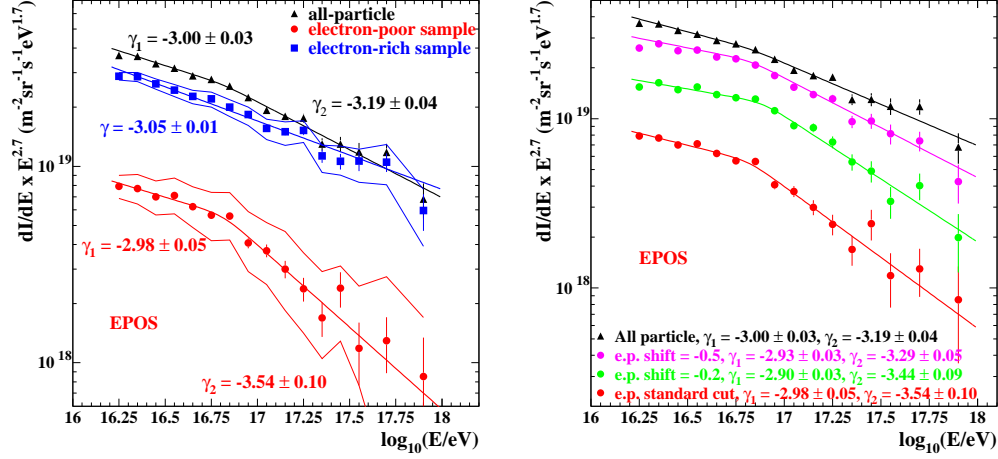 dI/dE x E^2.7 (m^-2 sr^-1 s^-1 eV^1.7)
10^19
10^18
all-particle
electron-poor sample
electron-rich sample
γ1 = -3.00 ± 0.03
γ2 = -3.19 ± 0.04
γ = -3.05 ± 0.01
γ1 = -2.98 ± 0.05
EPOS
γ2 = -3.54 ± 0.10
16 16.25 16.5 16.75 17 17.25 17.5 17.75 18
log10(E/eV)
dI/dE x E^2.7 (m^-2 sr^-1 s^-1 eV^1.7)
10^19
10^18
EPOS
All particle, γ1 = -3.00 ± 0.03, γ2 = -3.19 ± 0.04
e.p. shift = -0.5, γ1 = -2.93 ± 0.03, γ2 = -3.29 ± 0.05
e.p. shift = -0.2, γ1 = -2.90 ± 0.03, γ2 = -3.44 ± 0.09
e.p. standard cut, γ1 = -2.98 ± 0.05, γ2 = -3.54 ± 0.10
16 16.25 16.5 16.75 17 17.25 17.5 17.75 18
log10(E/eV)